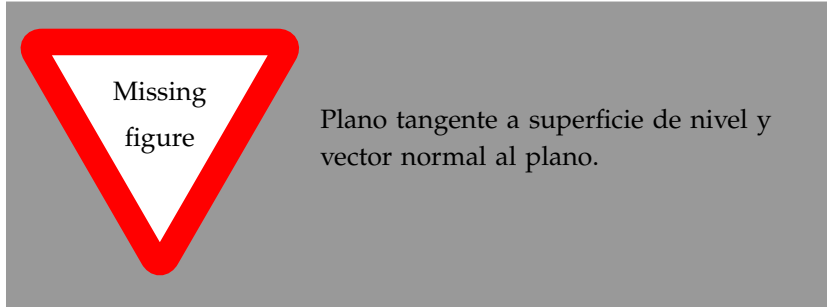 Missing
figure
Plano tangente a superficie de nivel y
vector normal al plano.